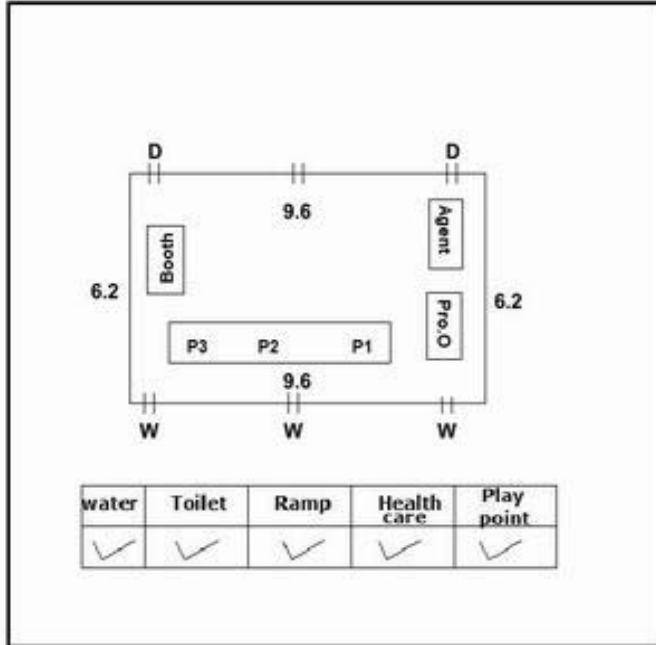 D D
9.6
Agent
Booth
6.2 6.2
Pro.O
P3 P2 P1
9.6
W W W
water Toilet Ramp Health care Play point